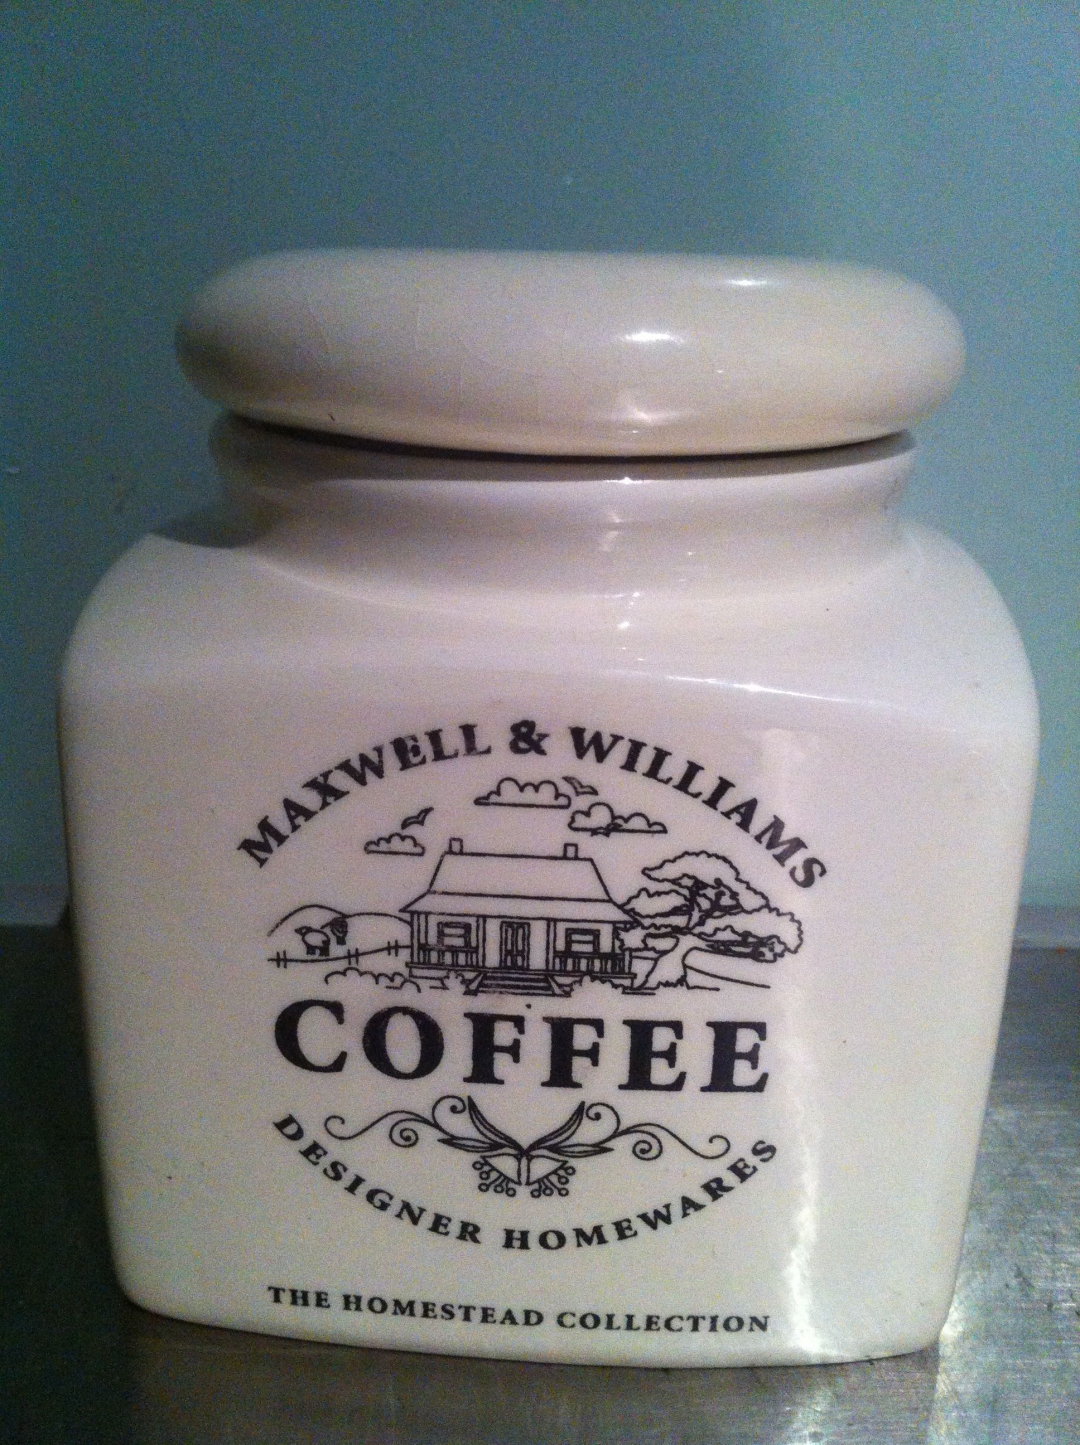 MAXWELL & WILLIAMS
COFFEE
DESIGNER HOMEWARES
THE HOMESTEAD COLLECTION